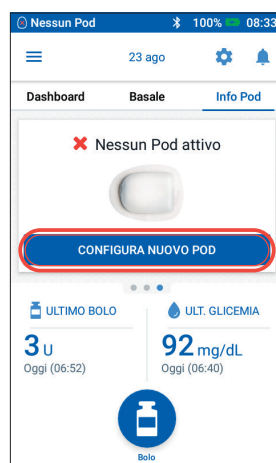 Nessun Pod 100% 08:33
23 ago
Dashboard Basale Info Pod
Nessun Pod attivo
CONFIGURA NUOVO POD
ULTIMO BOLO ULT. GLICEMIA
3 U 92 mg/dL
Oggi (06:52) Oggi (06:40)
Bolo